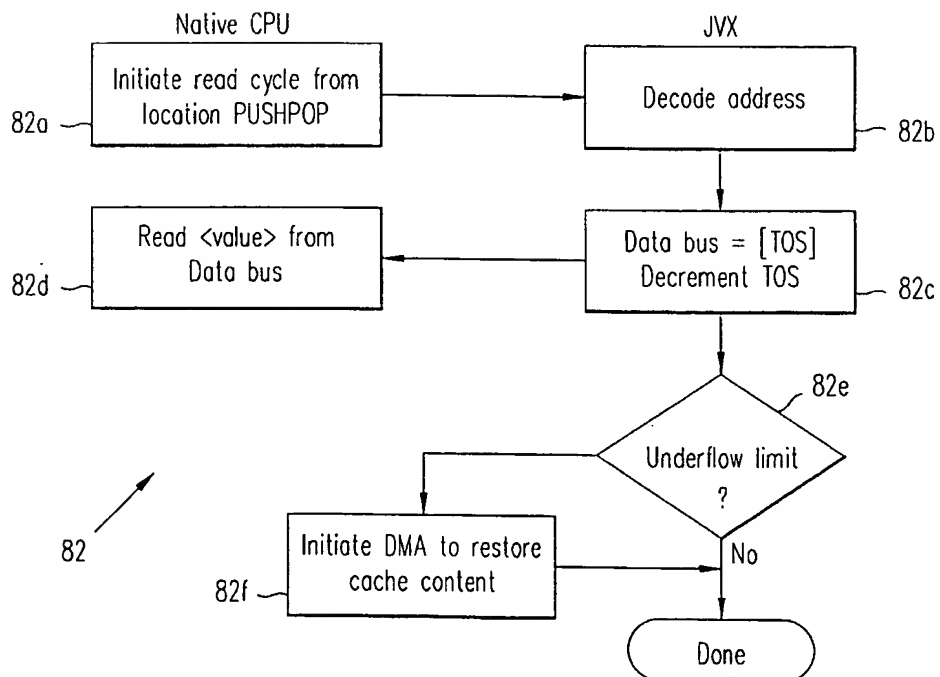 Native CPU
JVX
Initiate read cycle from
location PUSHPOP
82a
Decode address
82b
Read <value> from
Data bus
82d
Data bus = [TOS]
Decrement TOS
82c
82e
Underflow limit
?
82
Initiate DMA to restore
cache content
82f
No
Done